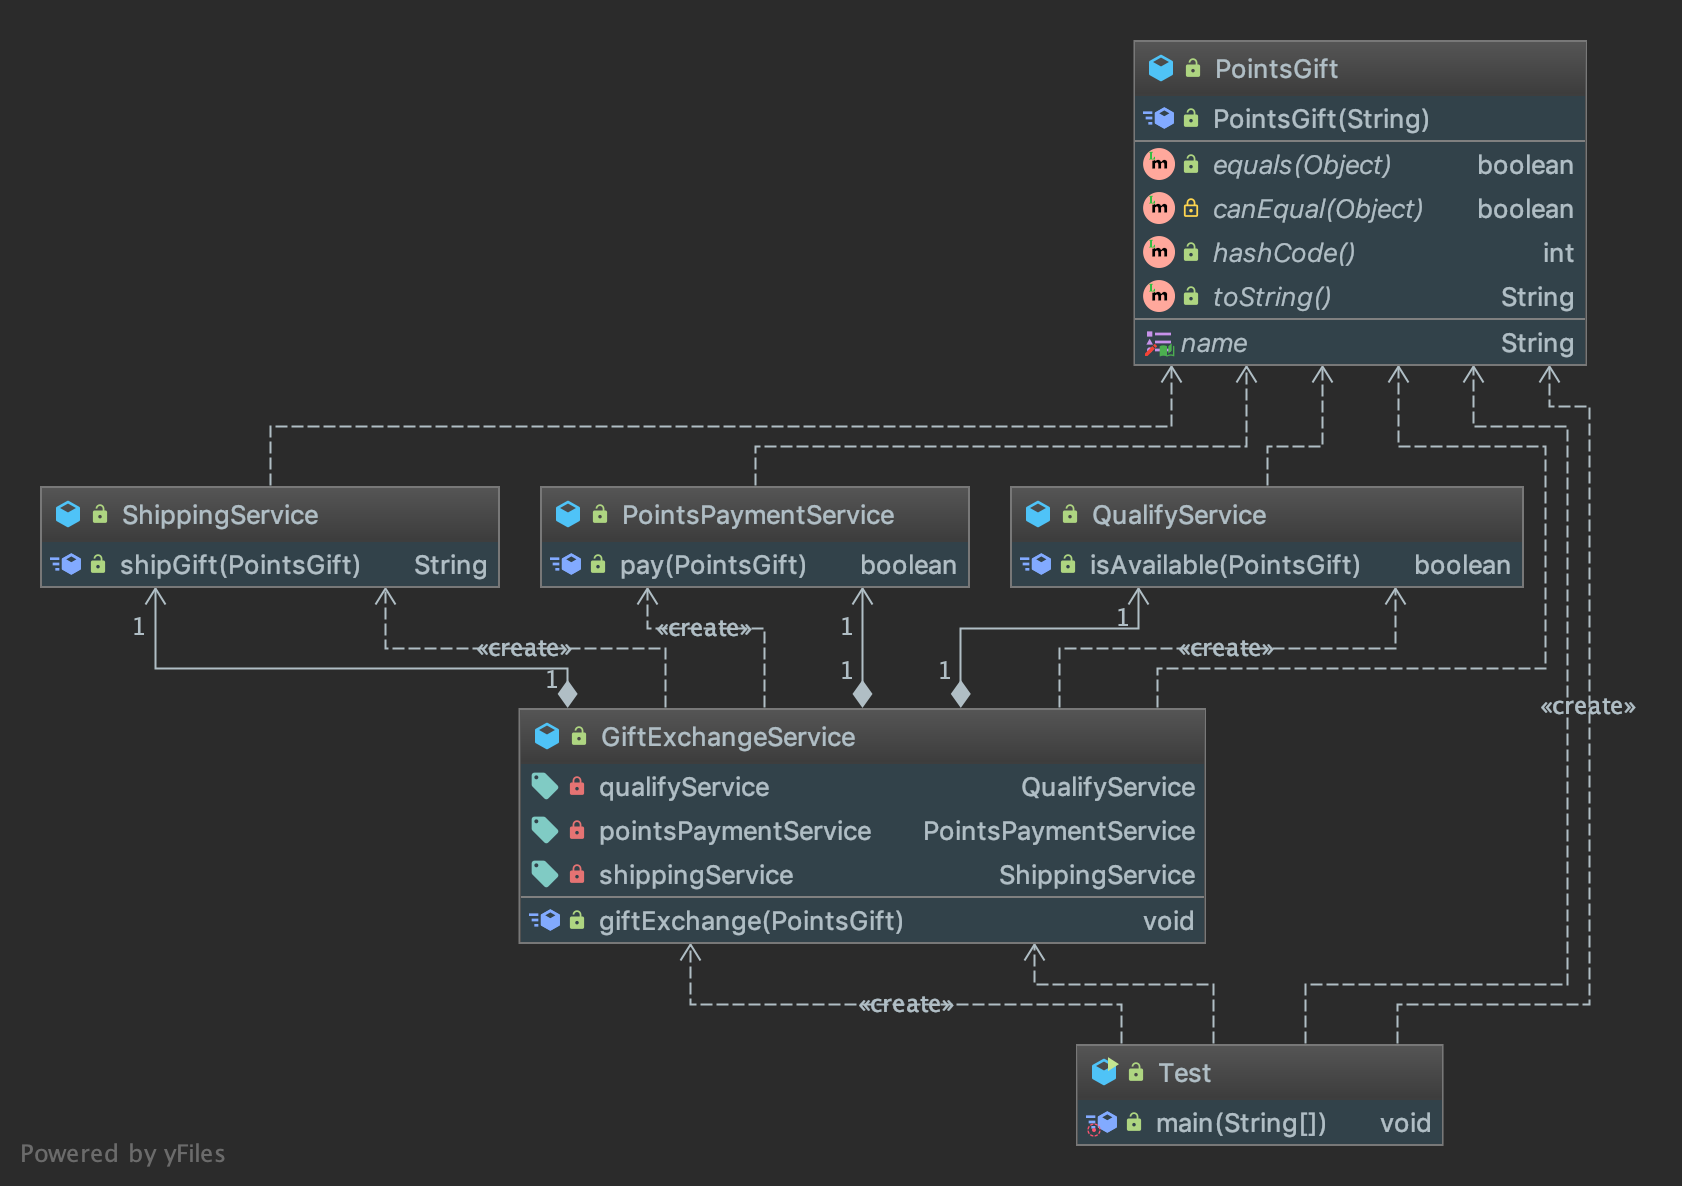 PointsGift
PointsGift(String)
equals(Object) boolean
canEqual(Object) boolean
hashCode() int
toString() String
name String
ShippingService
shipGift(PointsGift) String
PointsPaymentService
pay(PointsGift) boolean
QualifyService
isAvailable(PointsGift) boolean
1
«create»
1
1
«create»
1
1
1
«create»
«create»
GiftExchangeService
qualifyService QualifyService
pointsPaymentService PointsPaymentService
shippingService ShippingService
giftExchange(PointsGift) void
«create»
Test
main(String[]) void
Powered by yFiles